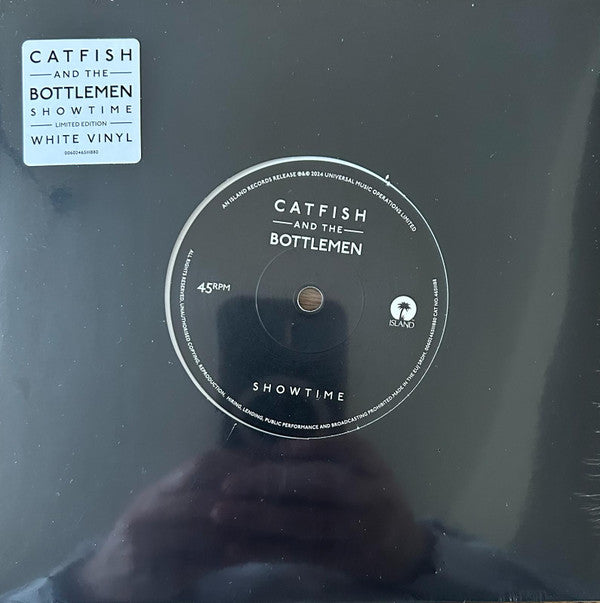 CATFISH
AND THE
BOTTLEMEN
SHOWTIME
LIMITED EDITION
WHITE VINYL
AN ISLAND RECORDS RELEASE ℗&© 2024 UNIVERSAL MUSIC OPERATIONS LIMITED
CATFISH
AND THE
BOTTLEMEN
45RPM
ISLAND
SHOWTIME
ALL RIGHTS RESERVED. UNAUTHORISED COPYING, REPRODUCTION, HIRING, LENDING, PUBLIC PERFORMANCE AND BROADCASTING PROHIBITED MADE IN THE EU